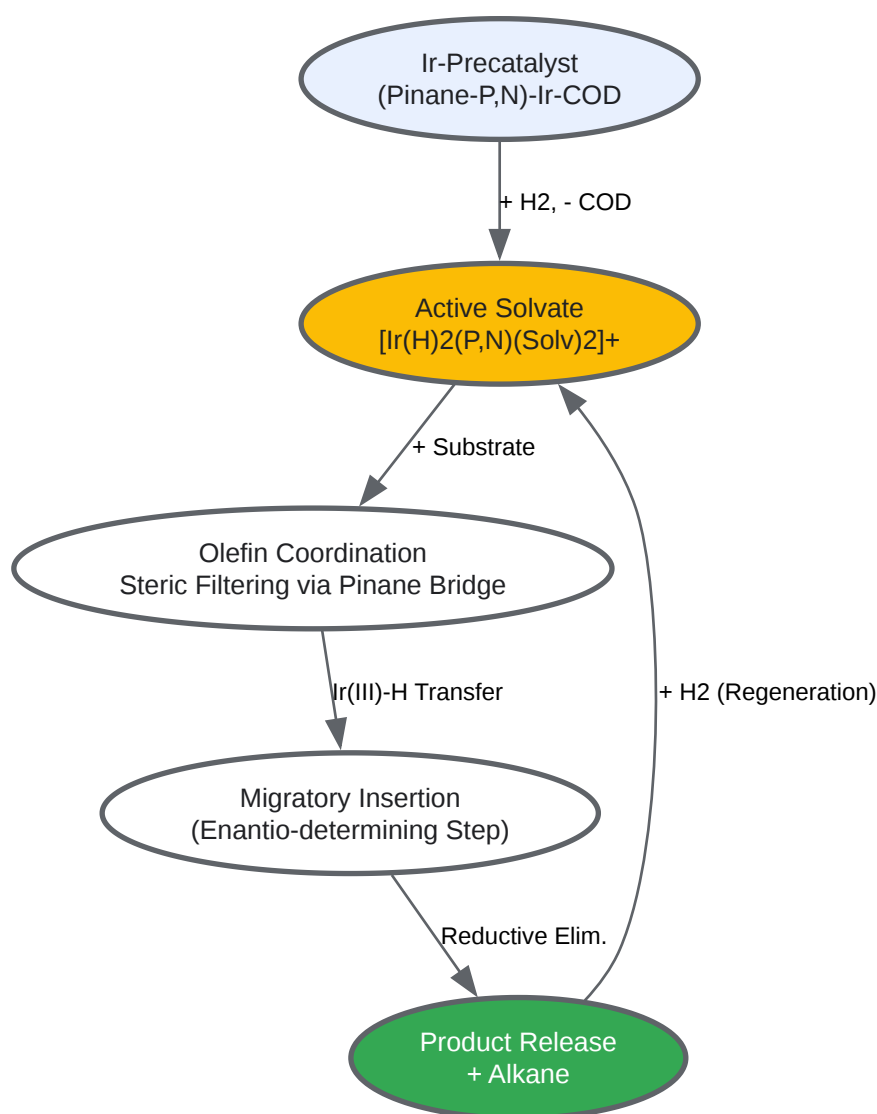 Ir-Precatalyst
(Pinane-P,N)-Ir-COD
+ H2, - COD
Active Solvate
[Ir(H)2(P,N)(Solv)2]+
+ Substrate
Olefin Coordination
Steric Filtering via Pinane Bridge
Ir(III)-H Transfer
+ H2 (Regeneration)
Migratory Insertion
(Enantio-determining Step)
Reductive Elim.
Product Release
+ Alkane